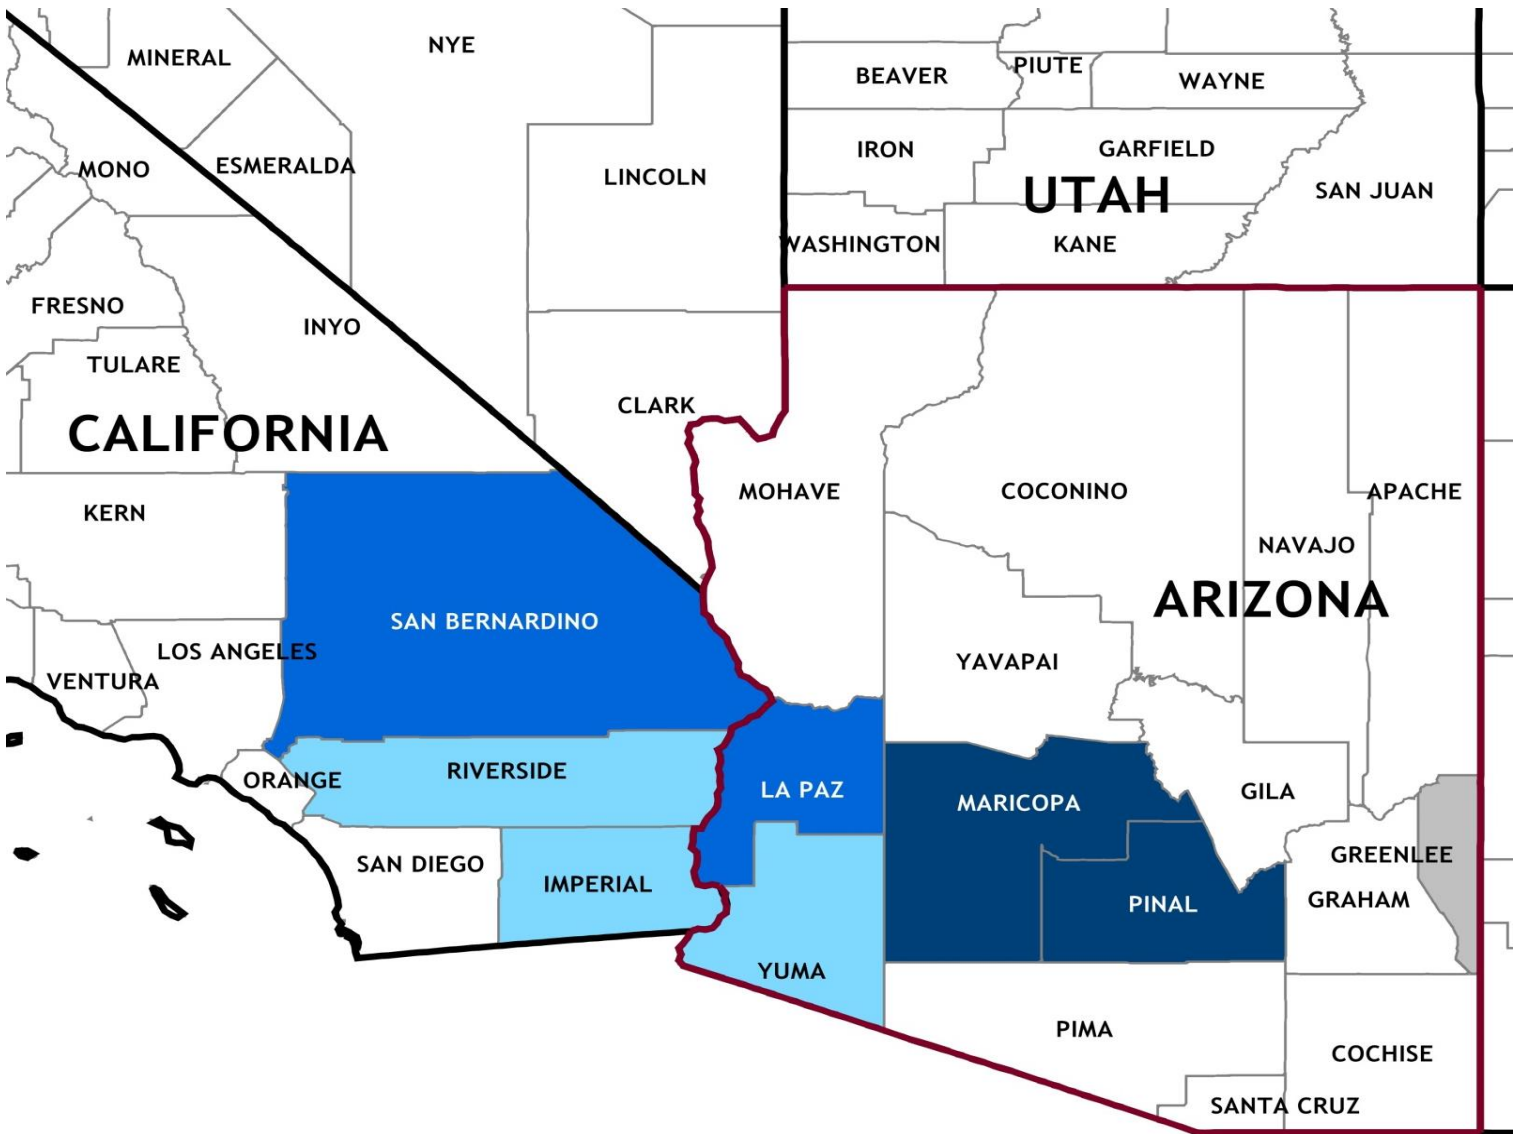 NYE
MINERAL
PIUTE
BEAVER
WAYNE
IRON
GARFIELD
ESMERALDA
MONO
LINCOLN
SAN JUAN
UTAH
WASHINGTON
KANE
FRESNO
INYO
TULARE
CLARK
CALIFORNIA
MOHAVE
COCONINO
APACHE
KERN
NAVAJO
ARIZONA
SAN BERNARDINO
LOS ANGELES
YAVAPAI
VENTURA
RIVERSIDE
ORANGE
LA PAZ
GILA
MARICOPA
GREENLEE
SAN DIEGO
IMPERIAL
GRAHAM
PINAL
YUMA
PIMA
COCHISE
SANTA CRUZ